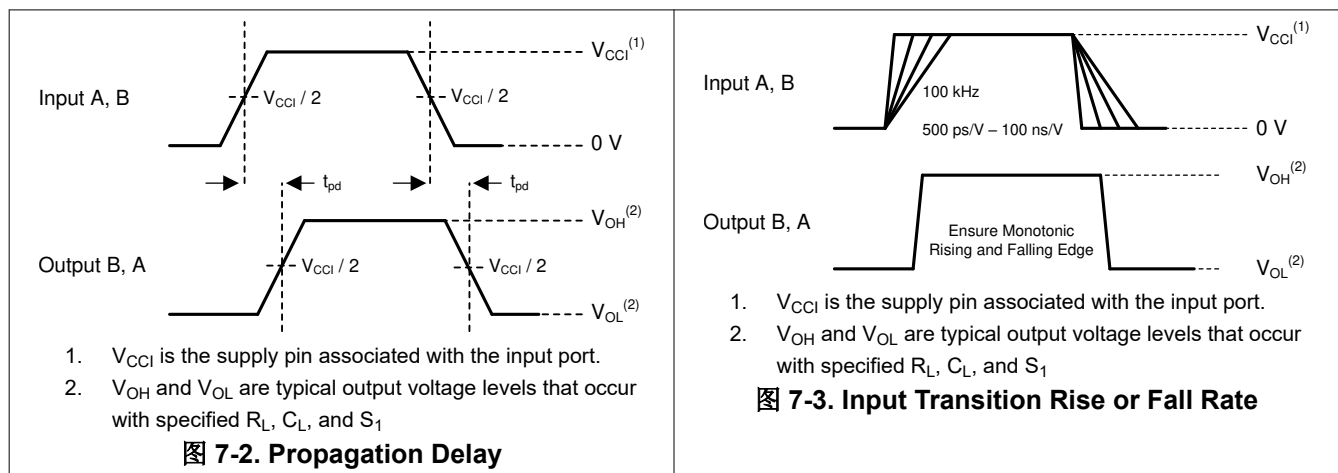 V_CCI^(1)
Input A, B
V_CCI / 2
V_CCI / 2
0 V
t_pd
t_pd
V_OH^(2)
Output B, A
V_CCI / 2
V_CCI / 2
V_OL^(2)
1. V_CCI is the supply pin associated with the input port.
2. V_OH and V_OL are typical output voltage levels that occur
with specified R_L, C_L, and S_1
图 7-2. Propagation Delay
V_CCI^(1)
Input A, B
100 kHz
500 ps/V – 100 ns/V
0 V
V_OH^(2)
Output B, A
Ensure Monotonic
Rising and Falling Edge
V_OL^(2)
1. V_CCI is the supply pin associated with the input port.
2. V_OH and V_OL are typical output voltage levels that occur
with specified R_L, C_L, and S_1
图 7-3. Input Transition Rise or Fall Rate